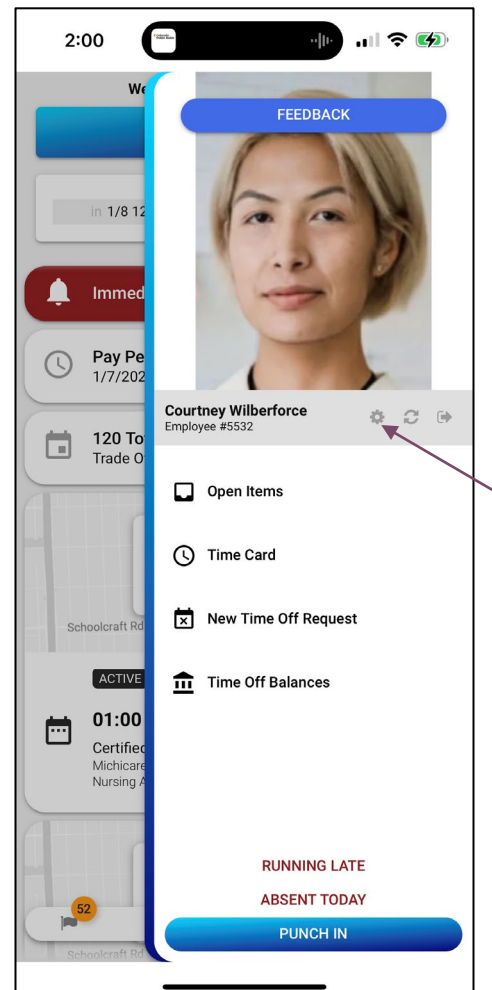 2:00
We
FEEDBACK
in 1/8 12
Immed
Pay Pe
1/7/202
120 To
Trade O
Courtney Wilberforce
Employee #5532
Open Items
Time Card
New Time Off Request
Time Off Balances
Schoolcraft Rd
ACTIVE
01:00
Certified
Michicare
Nursing A
RUNNING LATE
ABSENT TODAY
PUNCH IN
52
Schoolcraft Rd